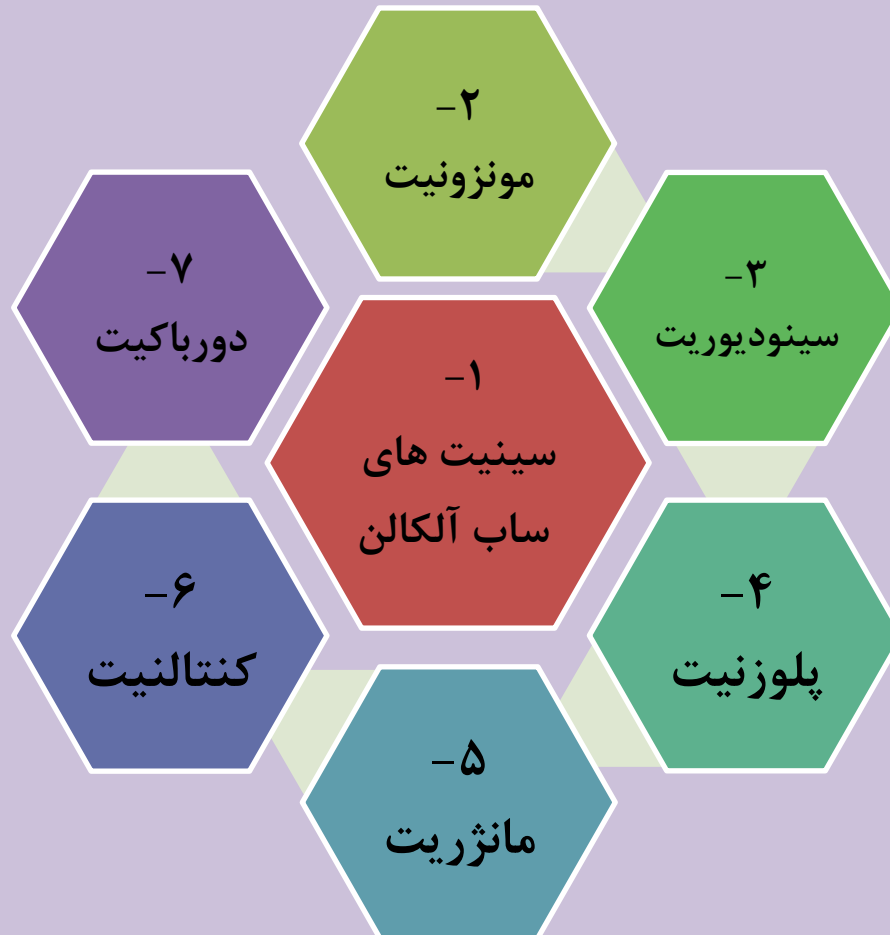 ۱-
سینیت های
ساب آلکالن
۲-
مونزونیت
۳-
سینودیوریت
۴-
پلوزنیت
۵-
مانژریت
۶-
کنتالنیت
۷-
دورباکیت